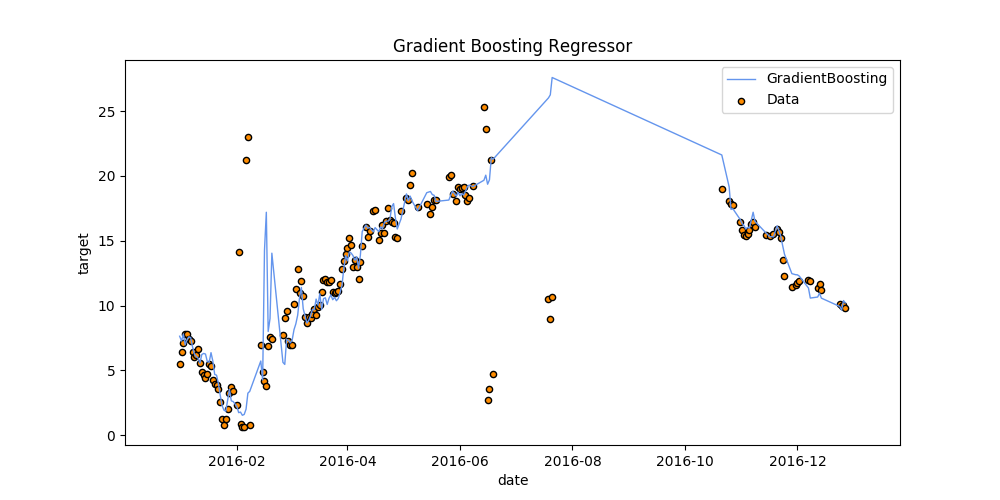 Gradient Boosting Regressor
GradientBoosting
Data
25
20
15
10
5
0
target
2016-02
2016-04
2016-06
2016-08
2016-10
2016-12
date